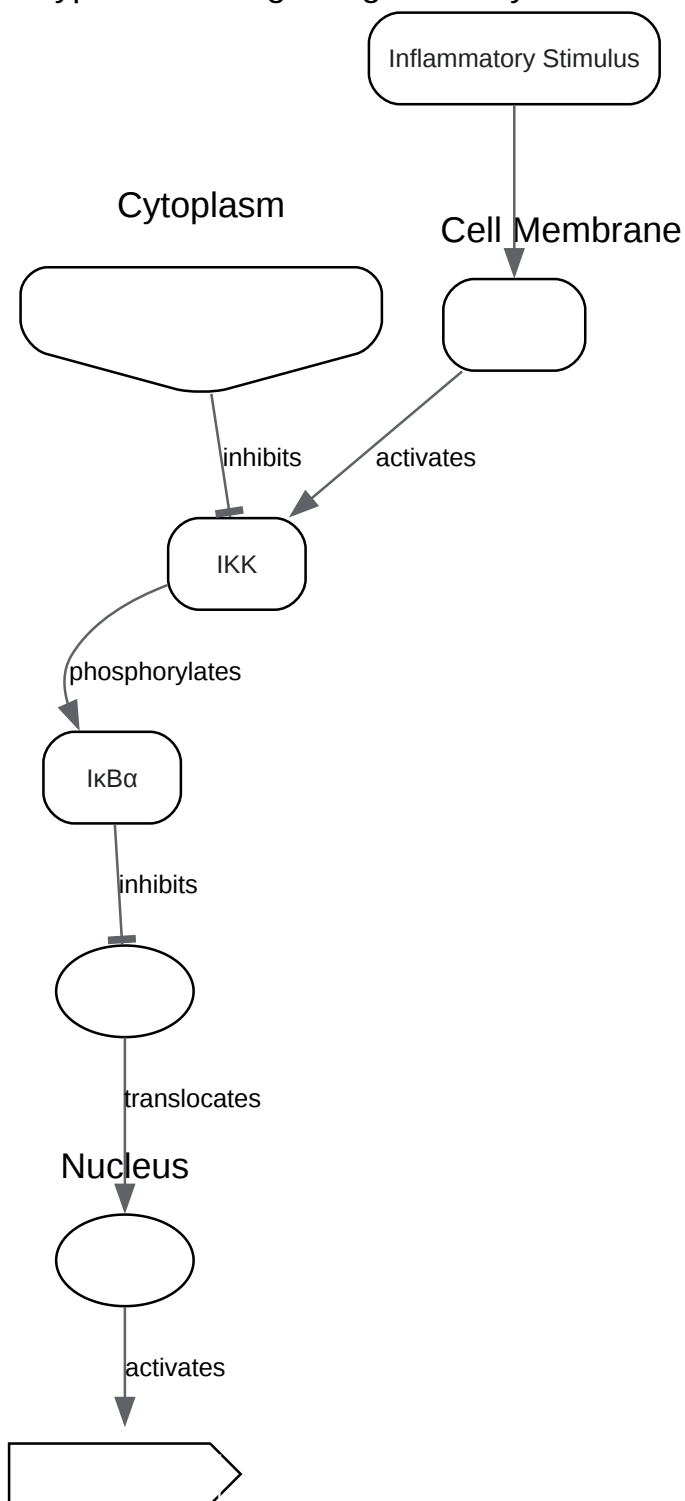 Inflammatory Stimulus
Cytoplasm
Cell Membrane
inhibits
activates
IKK
phosphorylates
IκBα
inhibits
translocates
Nucleus
activates